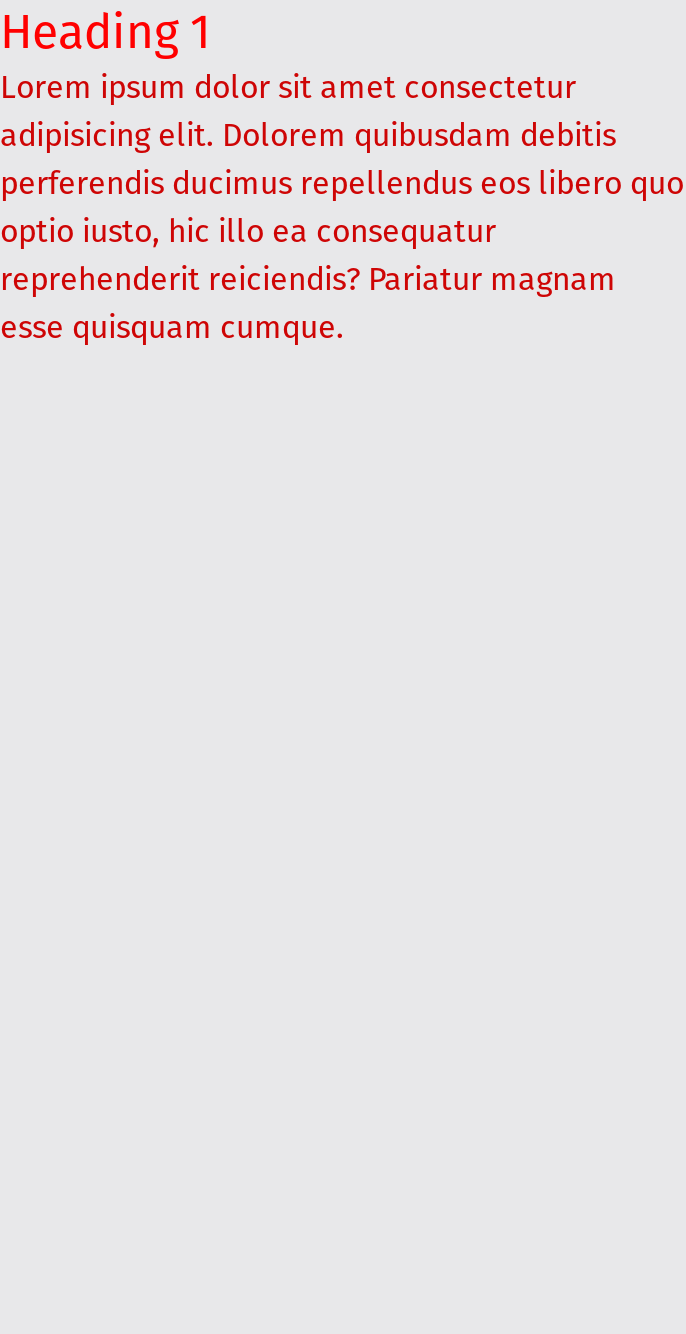 Heading 1
Lorem ipsum dolor sit amet consectetur
adipisicing elit. Dolorem quibusdam debitis
perferendis ducimus repellendus eos libero quo
optio iusto, hic illo ea consequatur
reprehenderit reiciendis? Pariatur magnam
esse quisquam cumque.